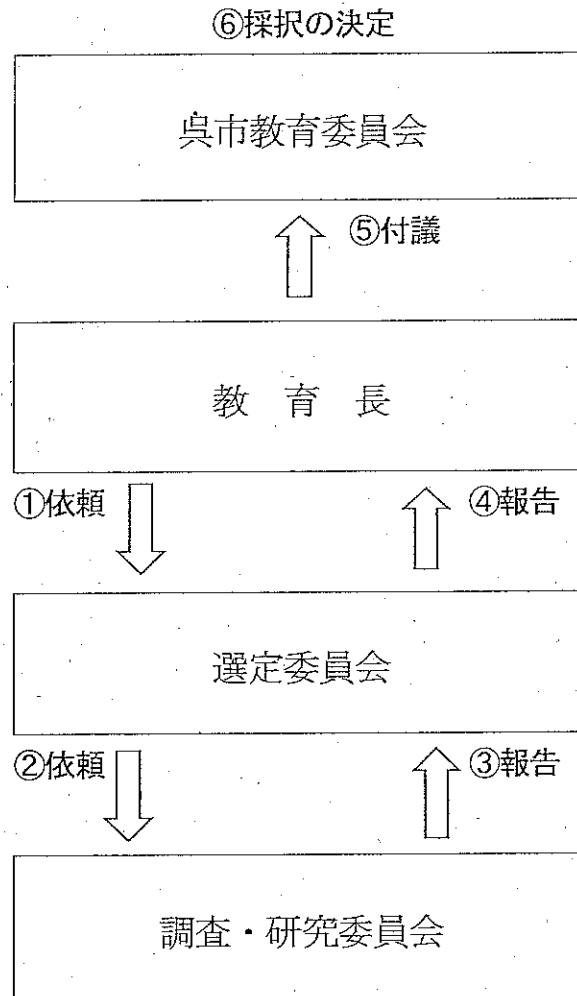 ⑥採択の決定
呉市教育委員会
⑤付議
教 育 長
①依頼
④報告
選定委員会
②依頼
③報告
調査・研究委員会